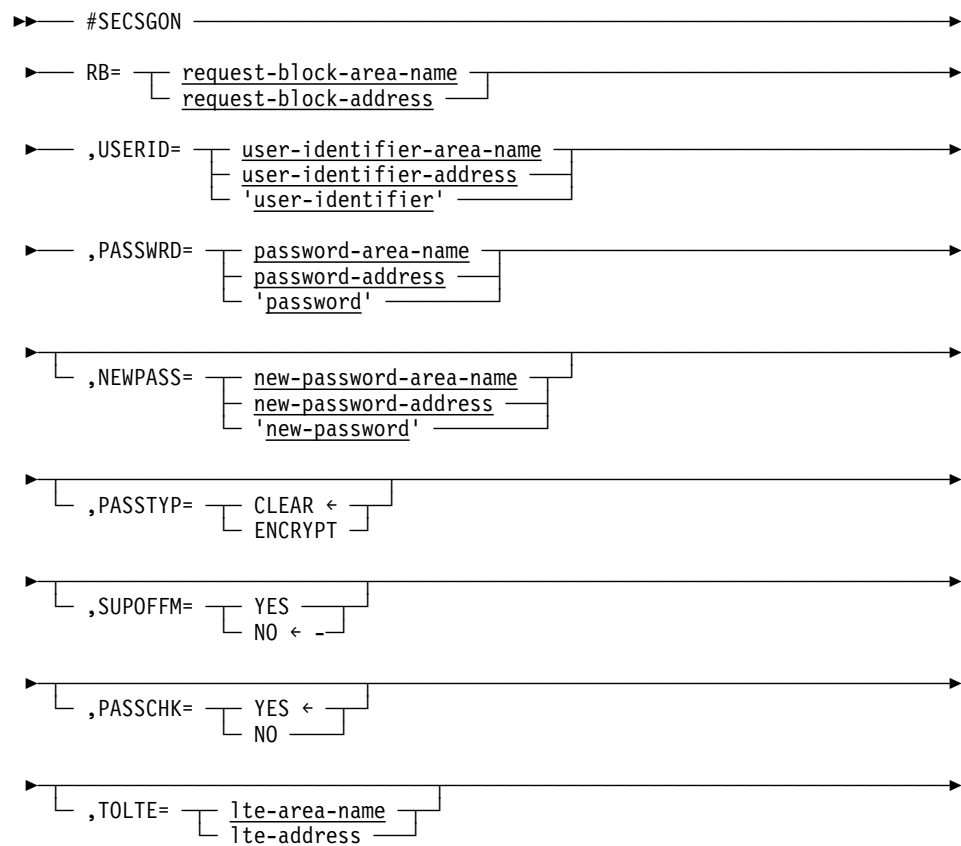 #SECSGON
RB= request-block-area-name
request-block-address
,USERID= user-identifier-area-name
user-identifier-address
'user-identifier'
,PASSWRD= password-area-name
password-address
'password'
,NEWPASS= new-password-area-name
new-password-address
'new-password'
,PASSTYP= CLEAR ←
ENCRYPT
,SUPOFFM= YES
NO ← -
,PASSCHK= YES ←
NO
,TOLTE= lte-area-name
lte-address